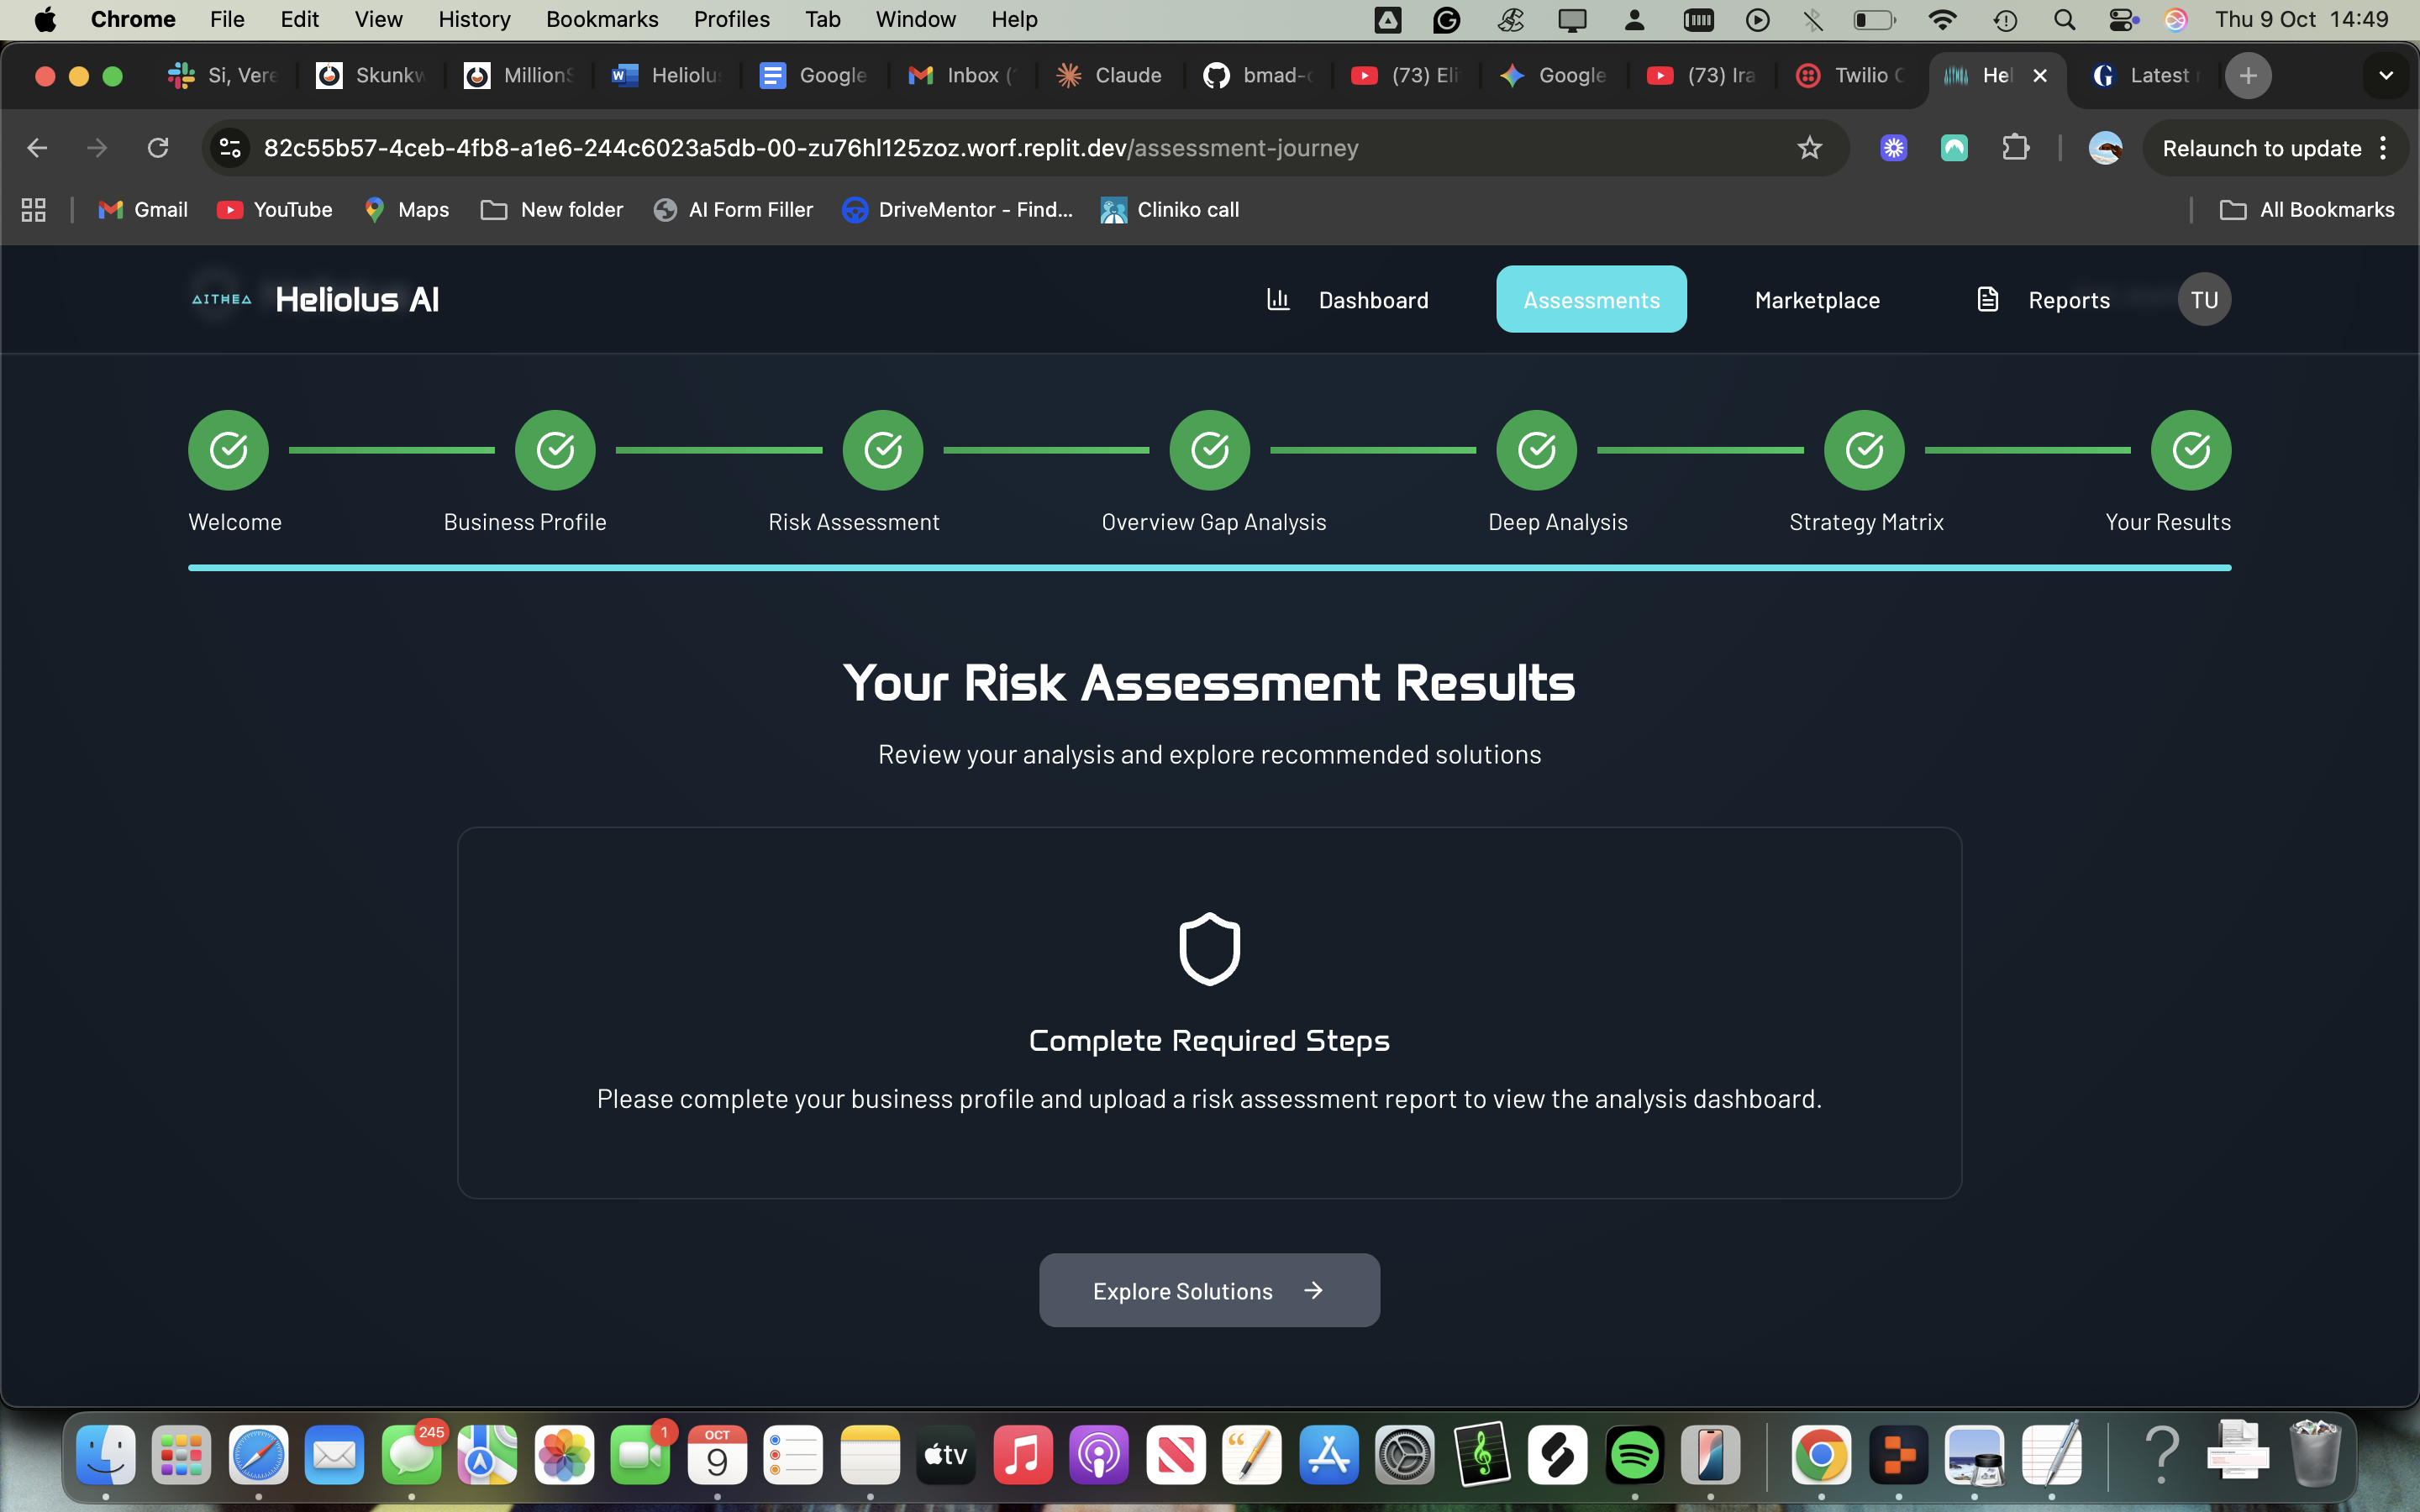 Chrome File Edit View History Bookmarks Profiles Tab Window Help Thu 9 Oct 14:49
Si, Vere Skunkw MillionS Heliolus Google Inbox ( Claude bmad-c (73) Eli Google (73) Ira Twilio C Hel Latest
82c55b57-4ceb-4fb8-a1e6-244c6023a5db-00-zu76hl125zoz.worf.replit.dev/assessment-journey Relaunch to update
Gmail YouTube Maps New folder AI Form Filler DriveMentor - Find... Cliniko call All Bookmarks
AITHEA Heliolus AI Dashboard Assessments Marketplace Reports TU
Welcome Business Profile Risk Assessment Overview Gap Analysis Deep Analysis Strategy Matrix Your Results
Your Risk Assessment Results
Review your analysis and explore recommended solutions
Complete Required Steps
Please complete your business profile and upload a risk assessment report to view the analysis dashboard.
Explore Solutions
245 1 OCT 9 tv